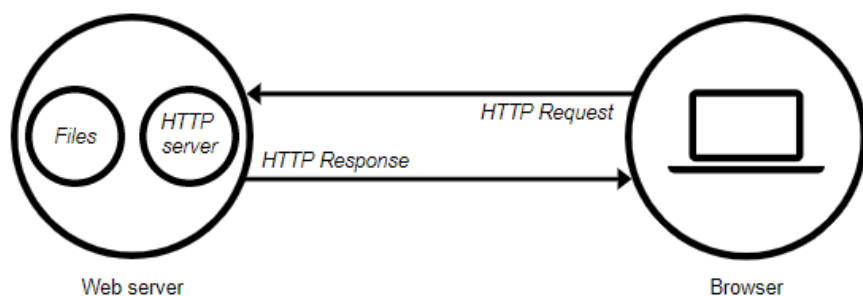 Files
HTTP
server
HTTP Request
HTTP Response
Web server
Browser